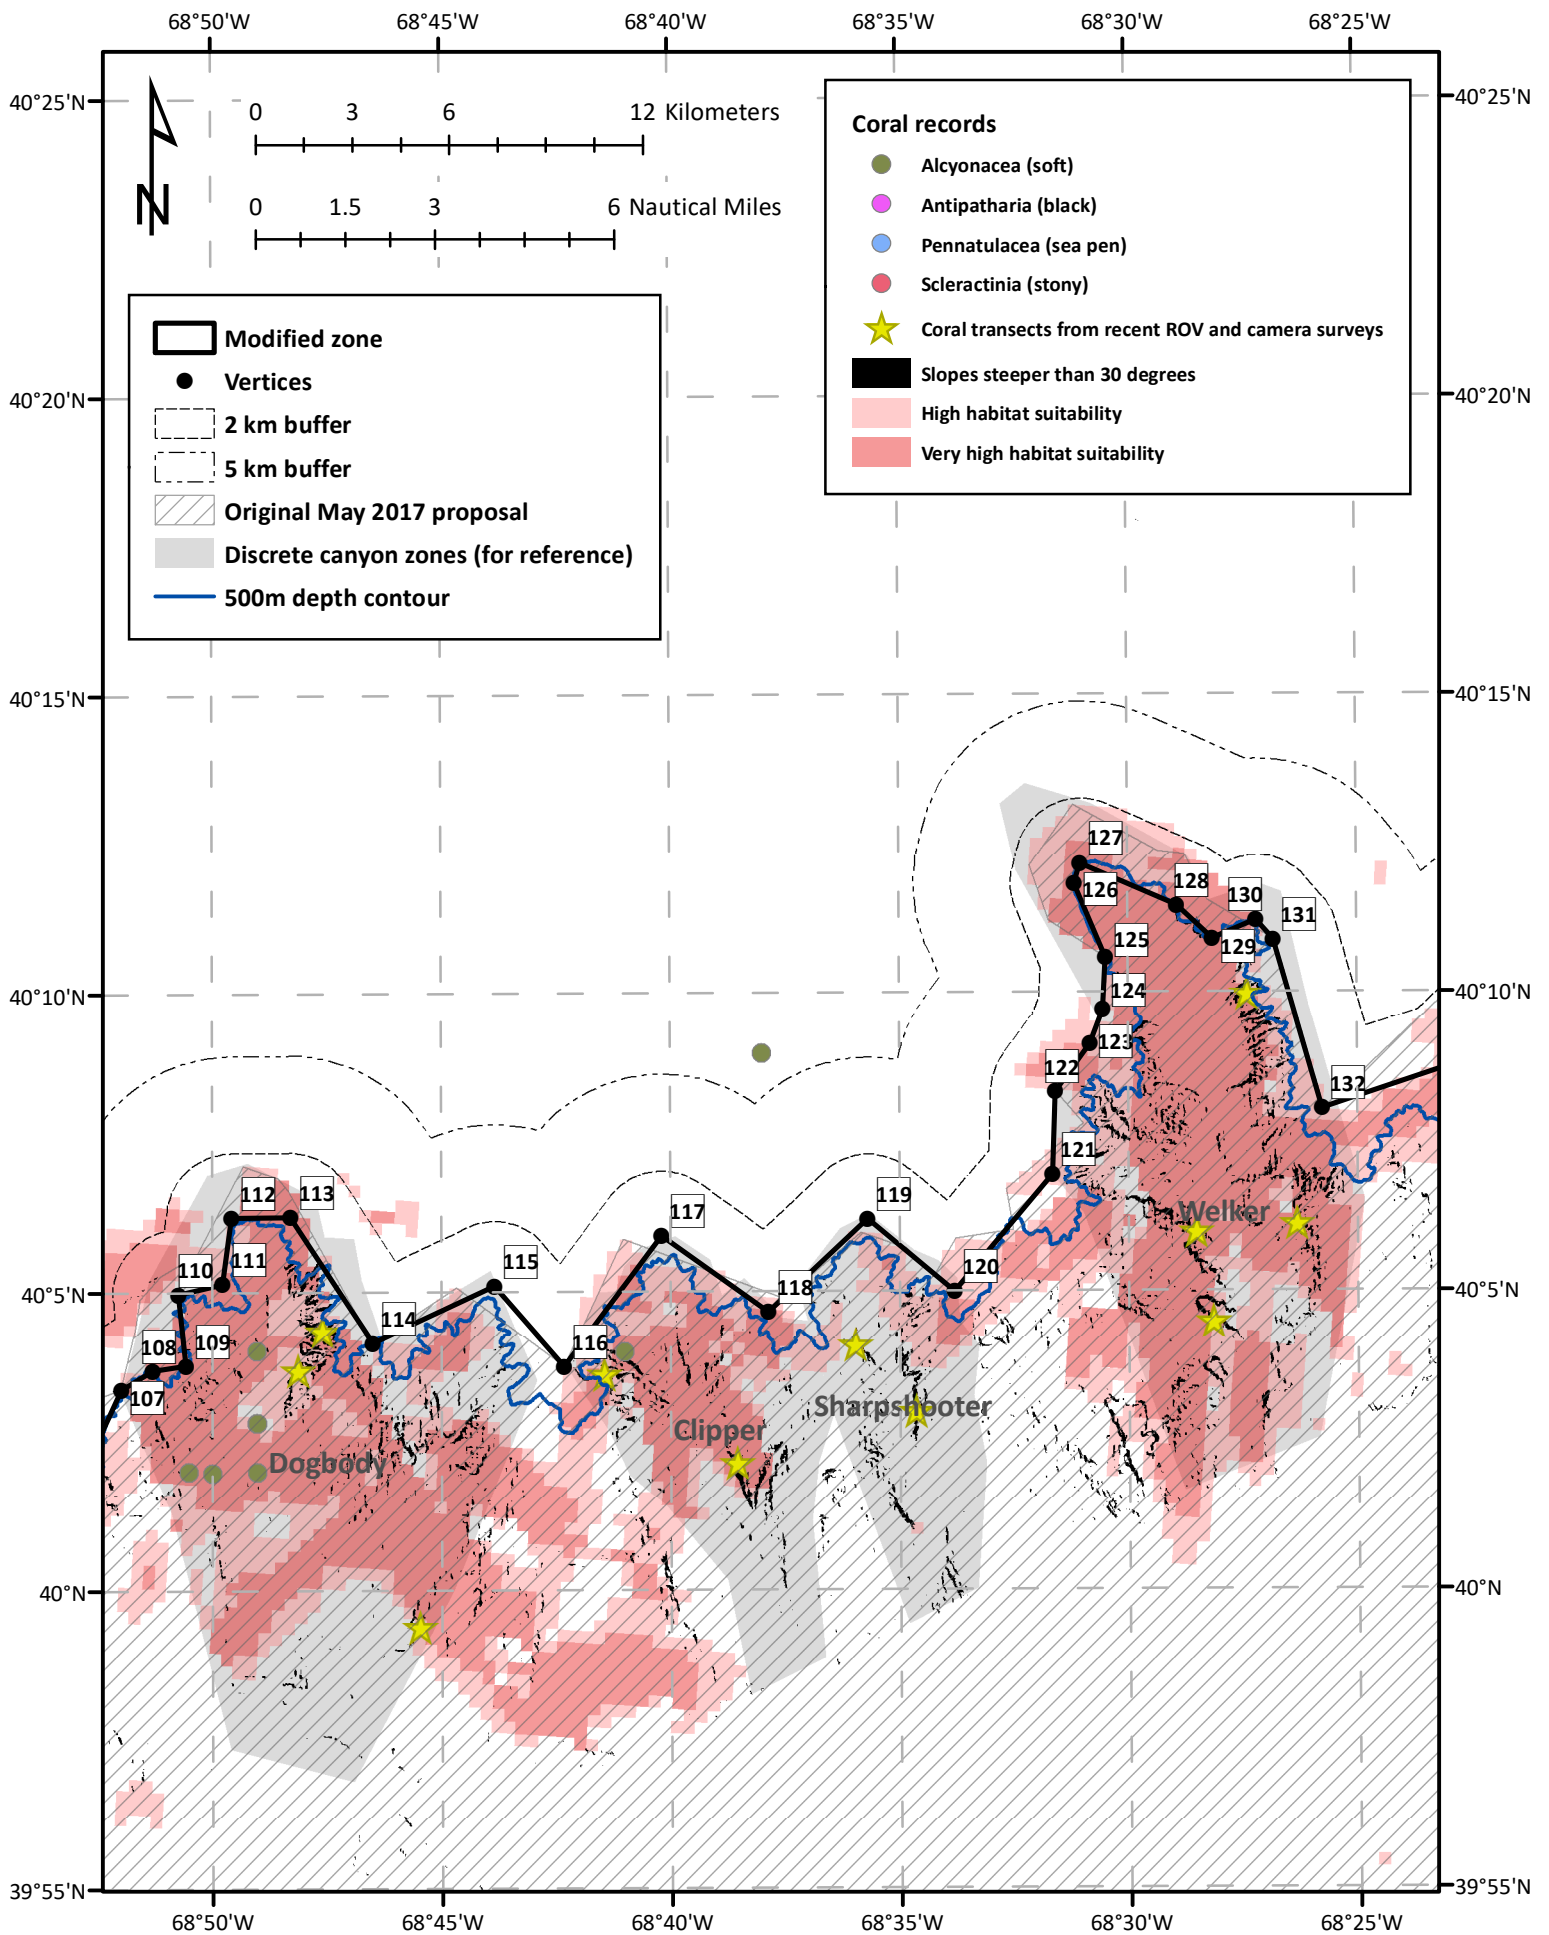 68°50'W 68°45'W 68°40'W 68°35'W 68°30'W 68°25'W
40°25'N 40°25'N
0 3 6 12 Kilometers
0 1.5 3 6 Nautical Miles
N
Coral records
Alcyonacea (soft)
Antipatharia (black)
Pennatulacea (sea pen)
Scleractinia (stony)
Coral transects from recent ROV and camera surveys
Slopes steeper than 30 degrees
High habitat suitability
Very high habitat suitability
Modified zone
Vertices
2 km buffer
5 km buffer
Original May 2017 proposal
Discrete canyon zones (for reference)
500m depth contour
40°20'N 40°20'N
40°15'N 40°15'N
127
128
126
130
131
125
129
40°10'N 124 40°10'N
123
122
132
121
112 113 117 119
Welker
110 111 115 120
40°5'N 118 40°5'N
114
108 109 116
107
Sharpshooter
Clipper
Dogbody
40°N 40°N
39°55'N 39°55'N
68°50'W 68°45'W 68°40'W 68°35'W 68°30'W 68°25'W